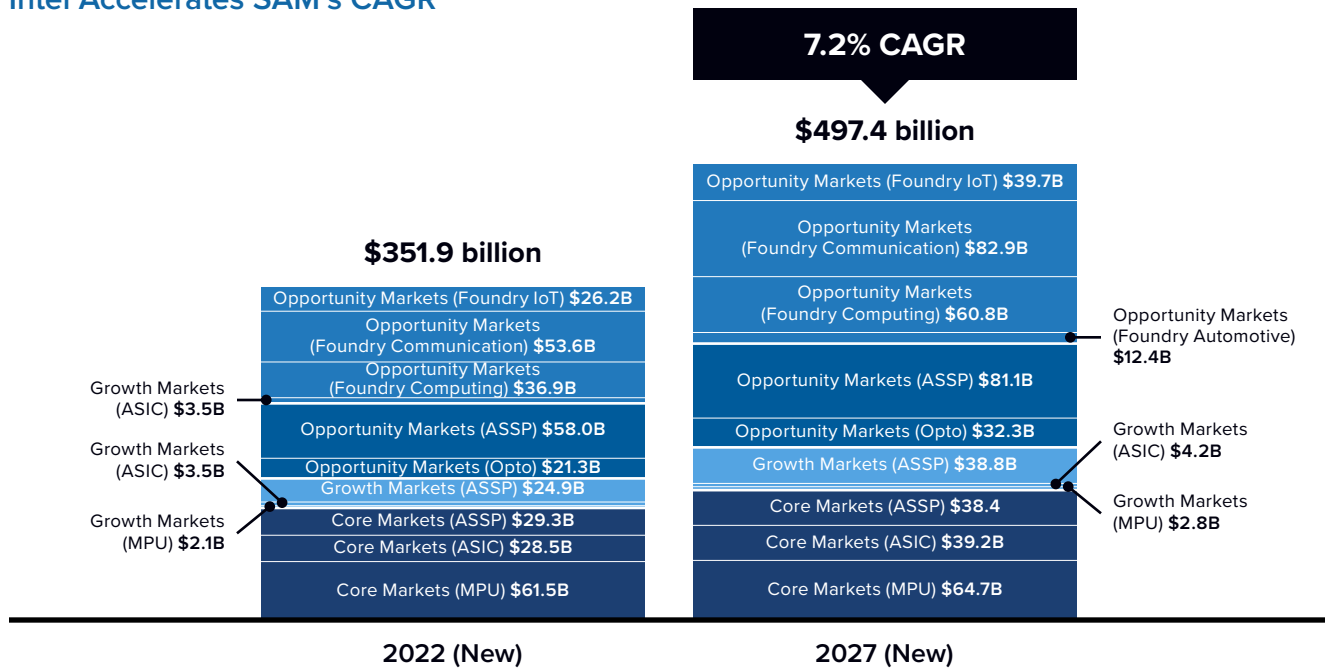 Intel Accelerates SAM's CAGR
7.2% CAGR
$497.4 billion
Opportunity Markets (Foundry IoT) $39.7B
Opportunity Markets
(Foundry Communication) $82.9B
Opportunity Markets
(Foundry Computing) $60.8B
Opportunity Markets
(Foundry Automotive)
$12.4B
Opportunity Markets (ASSP) $81.1B
Opportunity Markets (Opto) $32.3B
Growth Markets (ASSP) $38.8B
Growth Markets
(ASIC) $4.2B
Growth Markets
(MPU) $2.8B
Core Markets (ASSP) $38.4
Core Markets (ASIC) $39.2B
Core Markets (MPU) $64.7B
2027 (New)
$351.9 billion
Opportunity Markets (Foundry IoT) $26.2B
Opportunity Markets
(Foundry Communication) $53.6B
Opportunity Markets
(Foundry Computing) $36.9B
Growth Markets
(ASIC) $3.5B
Opportunity Markets (ASSP) $58.0B
Opportunity Markets (Opto) $21.3B
Growth Markets (ASSP) $24.9B
Growth Markets
(ASIC) $3.5B
Growth Markets
(MPU) $2.1B
Core Markets (ASSP) $29.3B
Core Markets (ASIC) $28.5B
Core Markets (MPU) $61.5B
2022 (New)